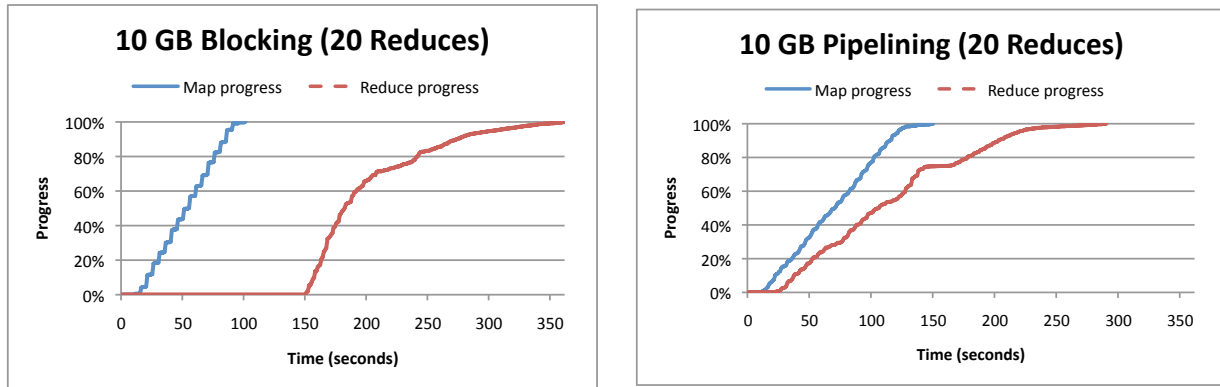 10 GB Blocking (20 Reduces)
Map progress Reduce progress
100%
80%
60%
40%
20%
0%
Progress
0 50 100 150 200 250 300 350
Time (seconds)
10 GB Pipelining (20 Reduces)
Map progress Reduce progress
100%
80%
60%
40%
20%
0%
Progress
0 50 100 150 200 250 300 350
Time (seconds)